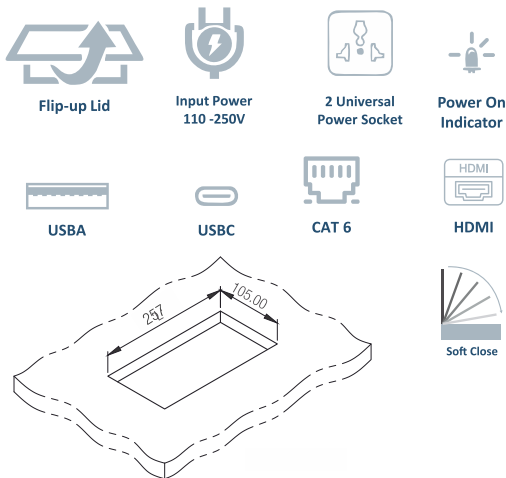 Flip-up Lid
Input Power
110 -250V
2 Universal
Power Socket
Power On
Indicator
USBA
USBC
CAT 6
HDMI
HDMI
257
105.00
Soft Close